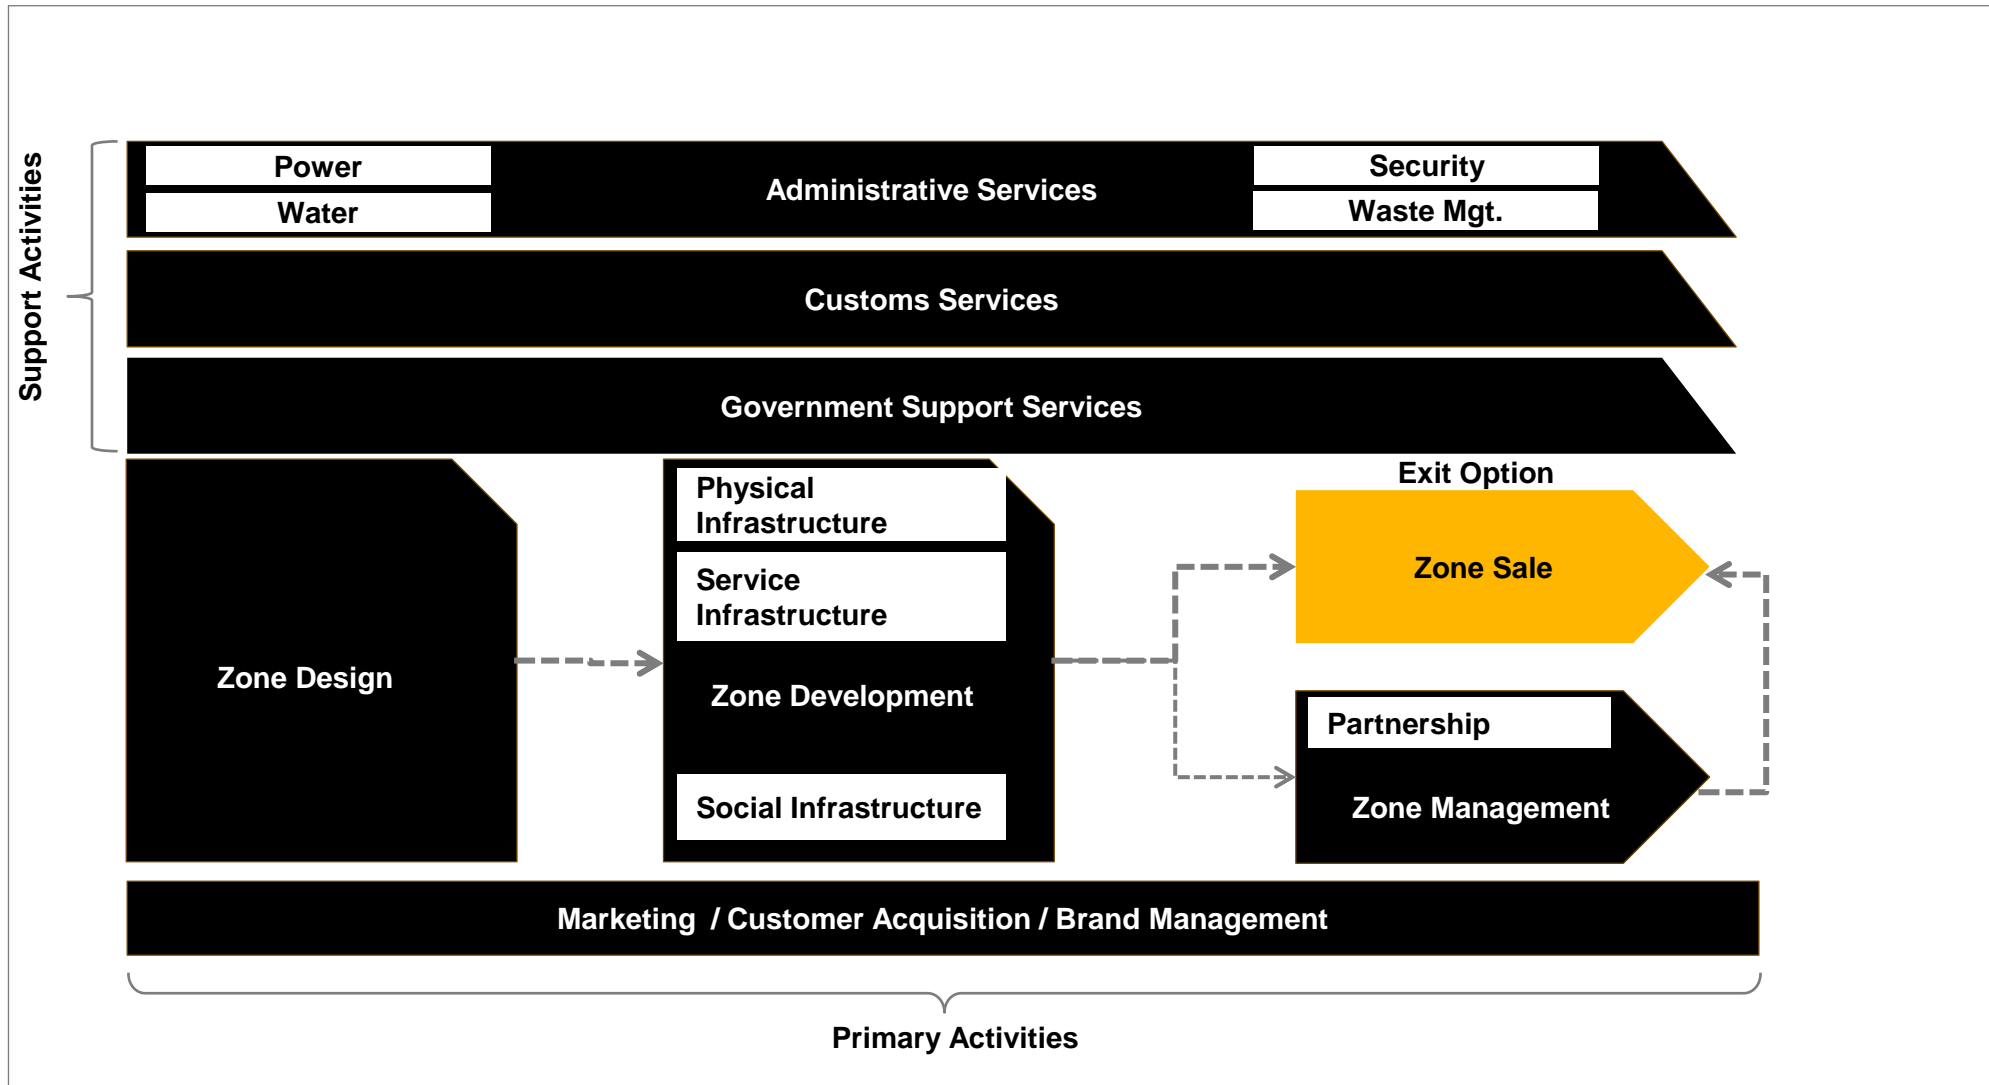 Support Activities
Power
Water
Administrative Services
Security
Waste Mgt.
Customs Services
Government Support Services
Exit Option
Physical
Infrastructure
Service
Infrastructure
Zone Sale
Zone Design
Zone Development
Partnership
Social Infrastructure
Zone Management
Marketing / Customer Acquisition / Brand Management
Primary Activities